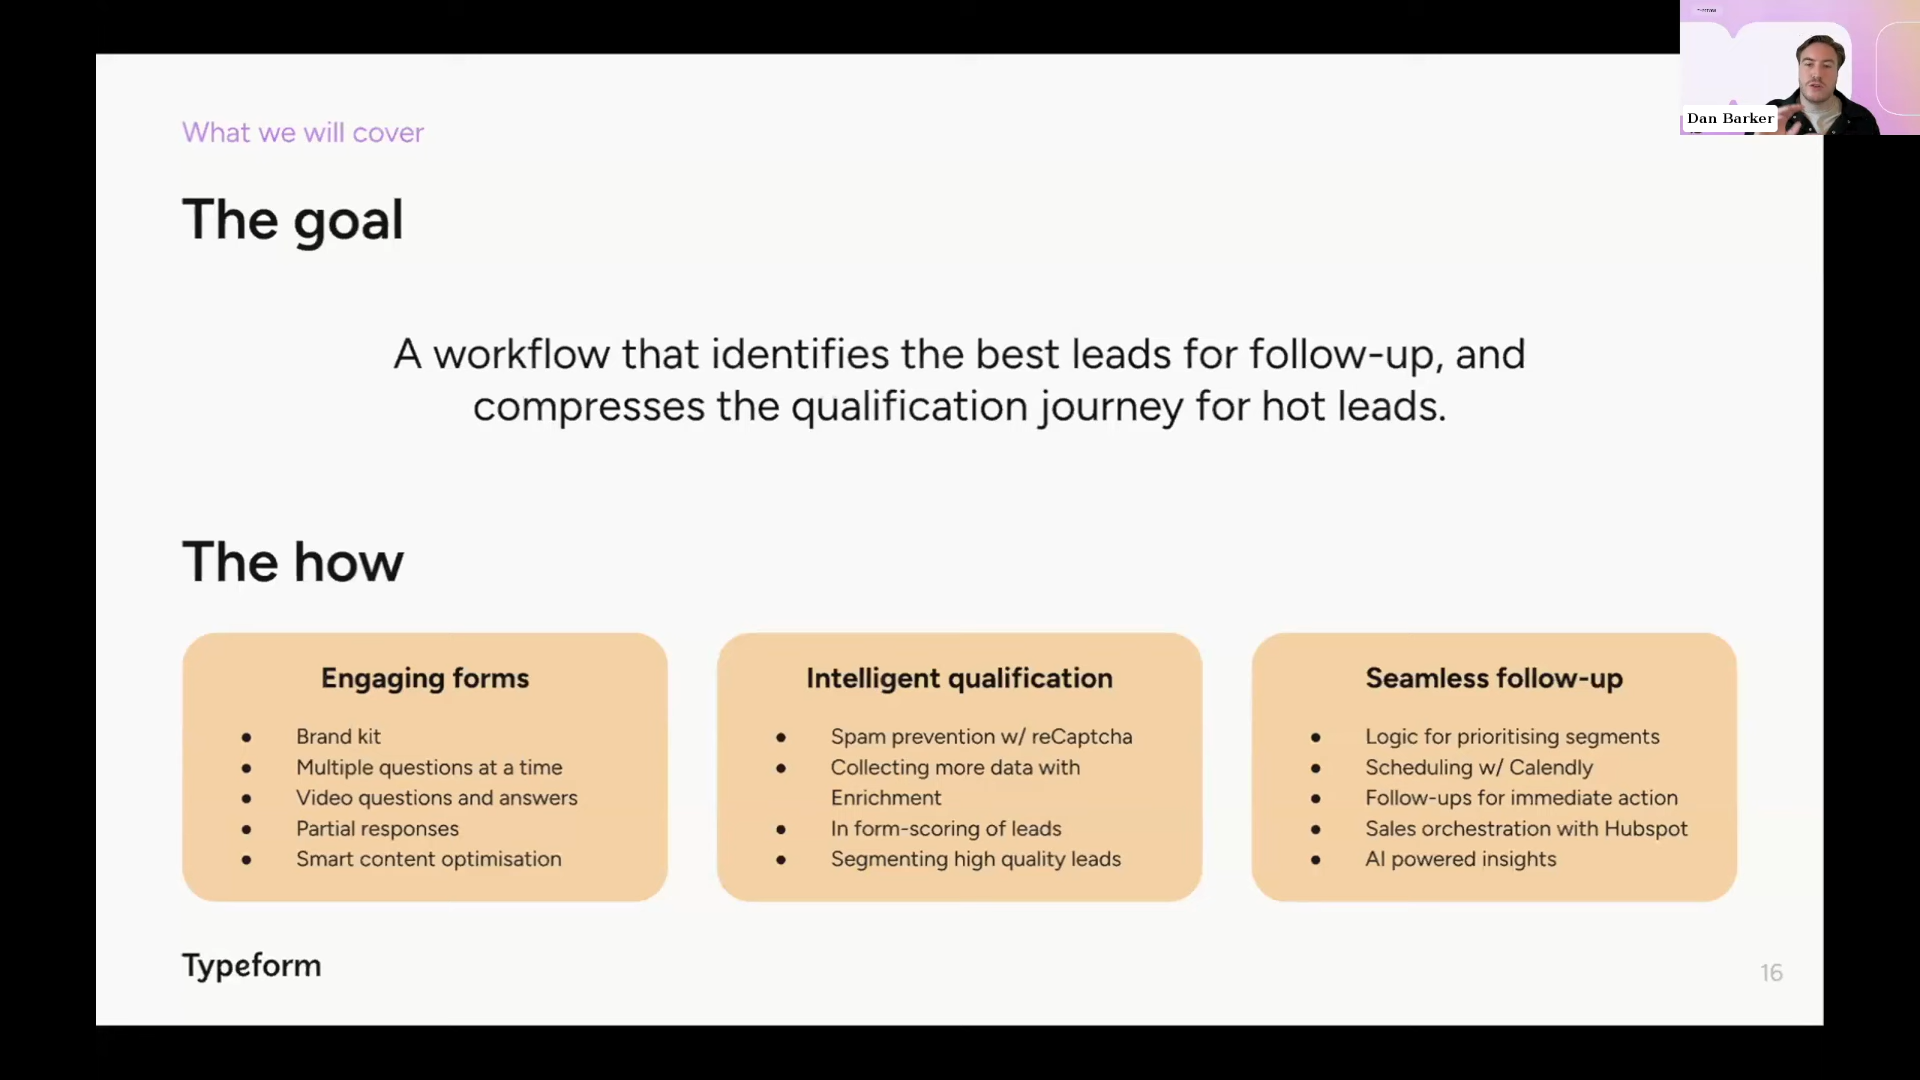 Dan Barker
What we will cover
The goal
A workflow that identifies the best leads for follow-up, and
compresses the qualification journey for hot leads.
The how
Engaging forms
● Brand kit
● Multiple questions at a time
● Video questions and answers
● Partial responses
● Smart content optimisation
Intelligent qualification
● Spam prevention w/ reCaptcha
● Collecting more data with
Enrichment
● In form-scoring of leads
● Segmenting high quality leads
Seamless follow-up
● Logic for prioritising segments
● Scheduling w/ Calendly
● Follow-ups for immediate action
● Sales orchestration with Hubspot
● AI powered insights
Typeform
16